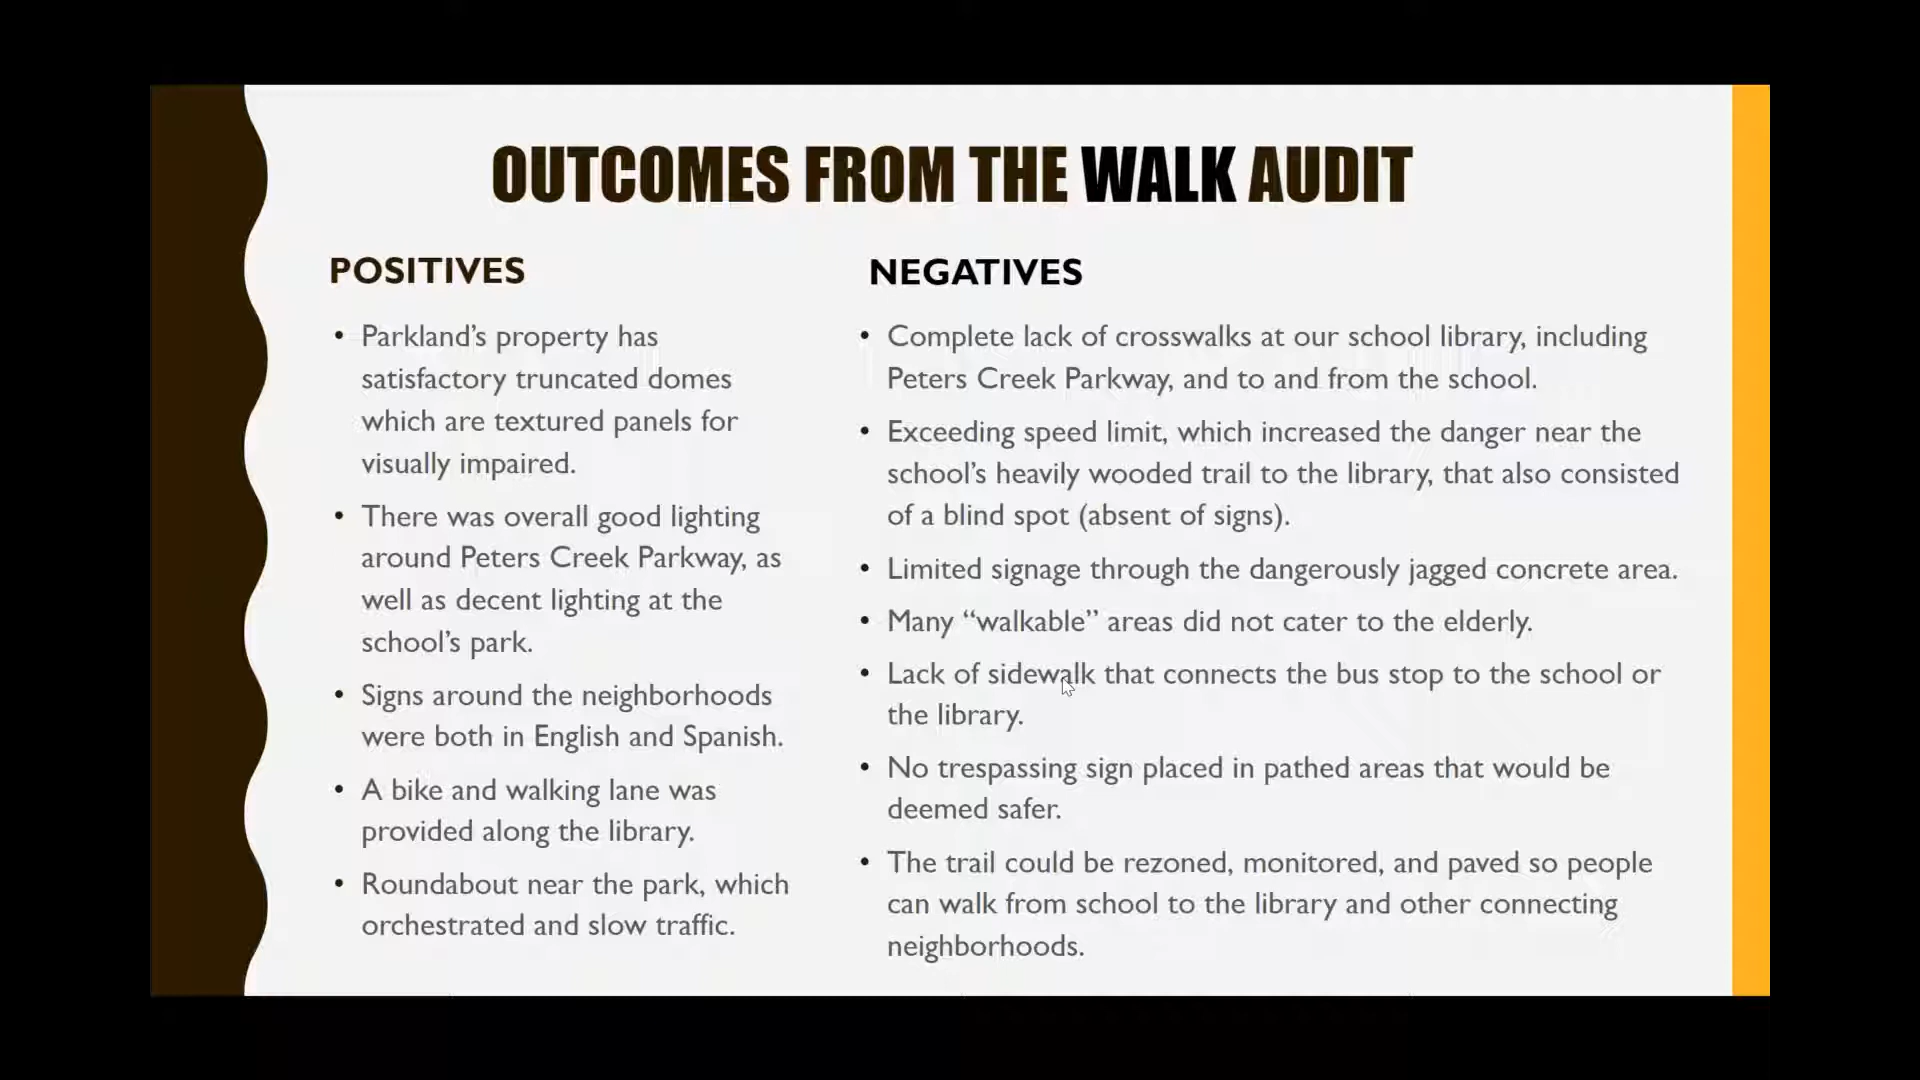 OUTCOMES FROM THE WALK AUDIT
POSITIVES
• Parkland’s property has
satisfactory truncated domes
which are textured panels for
visually impaired.
• There was overall good lighting
around Peters Creek Parkway, as
well as decent lighting at the
school’s park.
• Signs around the neighborhoods
were both in English and Spanish.
• A bike and walking lane was
provided along the library.
• Roundabout near the park, which
orchestrated and slow traffic.
NEGATIVES
• Complete lack of crosswalks at our school library, including
Peters Creek Parkway, and to and from the school.
• Exceeding speed limit, which increased the danger near the
school’s heavily wooded trail to the library, that also consisted
of a blind spot (absent of signs).
• Limited signage through the dangerously jagged concrete area.
• Many “walkable” areas did not cater to the elderly.
• Lack of sidewalk that connects the bus stop to the school or
the library.
• No trespassing sign placed in pathed areas that would be
deemed safer.
• The trail could be rezoned, monitored, and paved so people
can walk from school to the library and other connecting
neighborhoods.